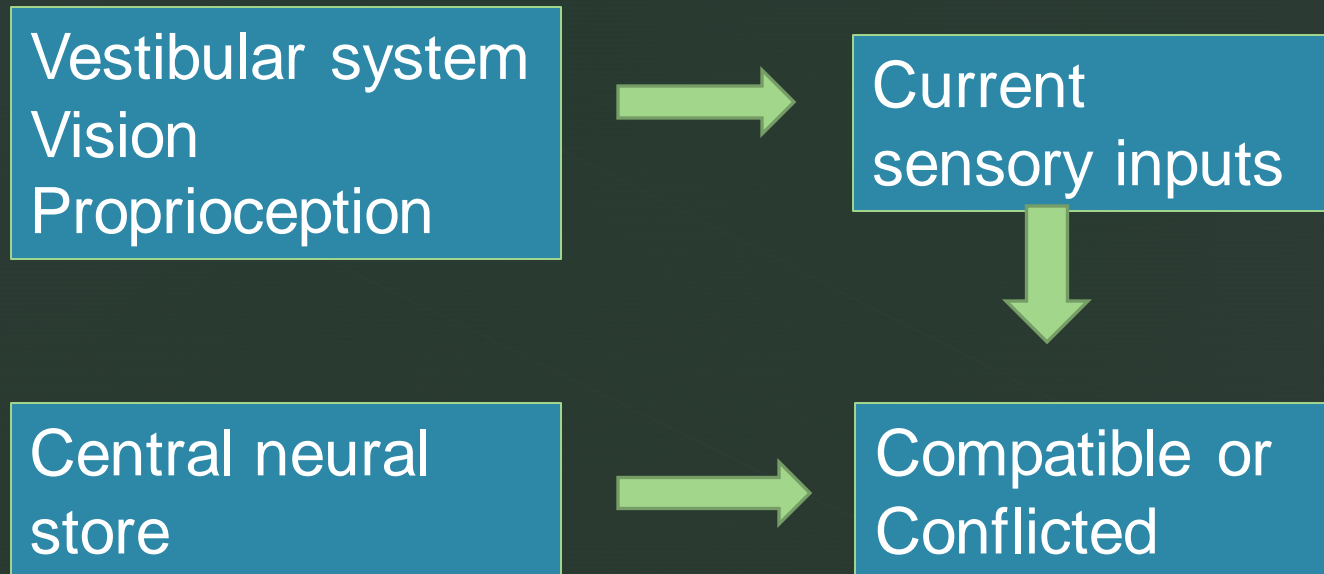 Vestibular system
Vision
Proprioception
Current
sensory inputs
Central neural
store
Compatible or
Conflicted